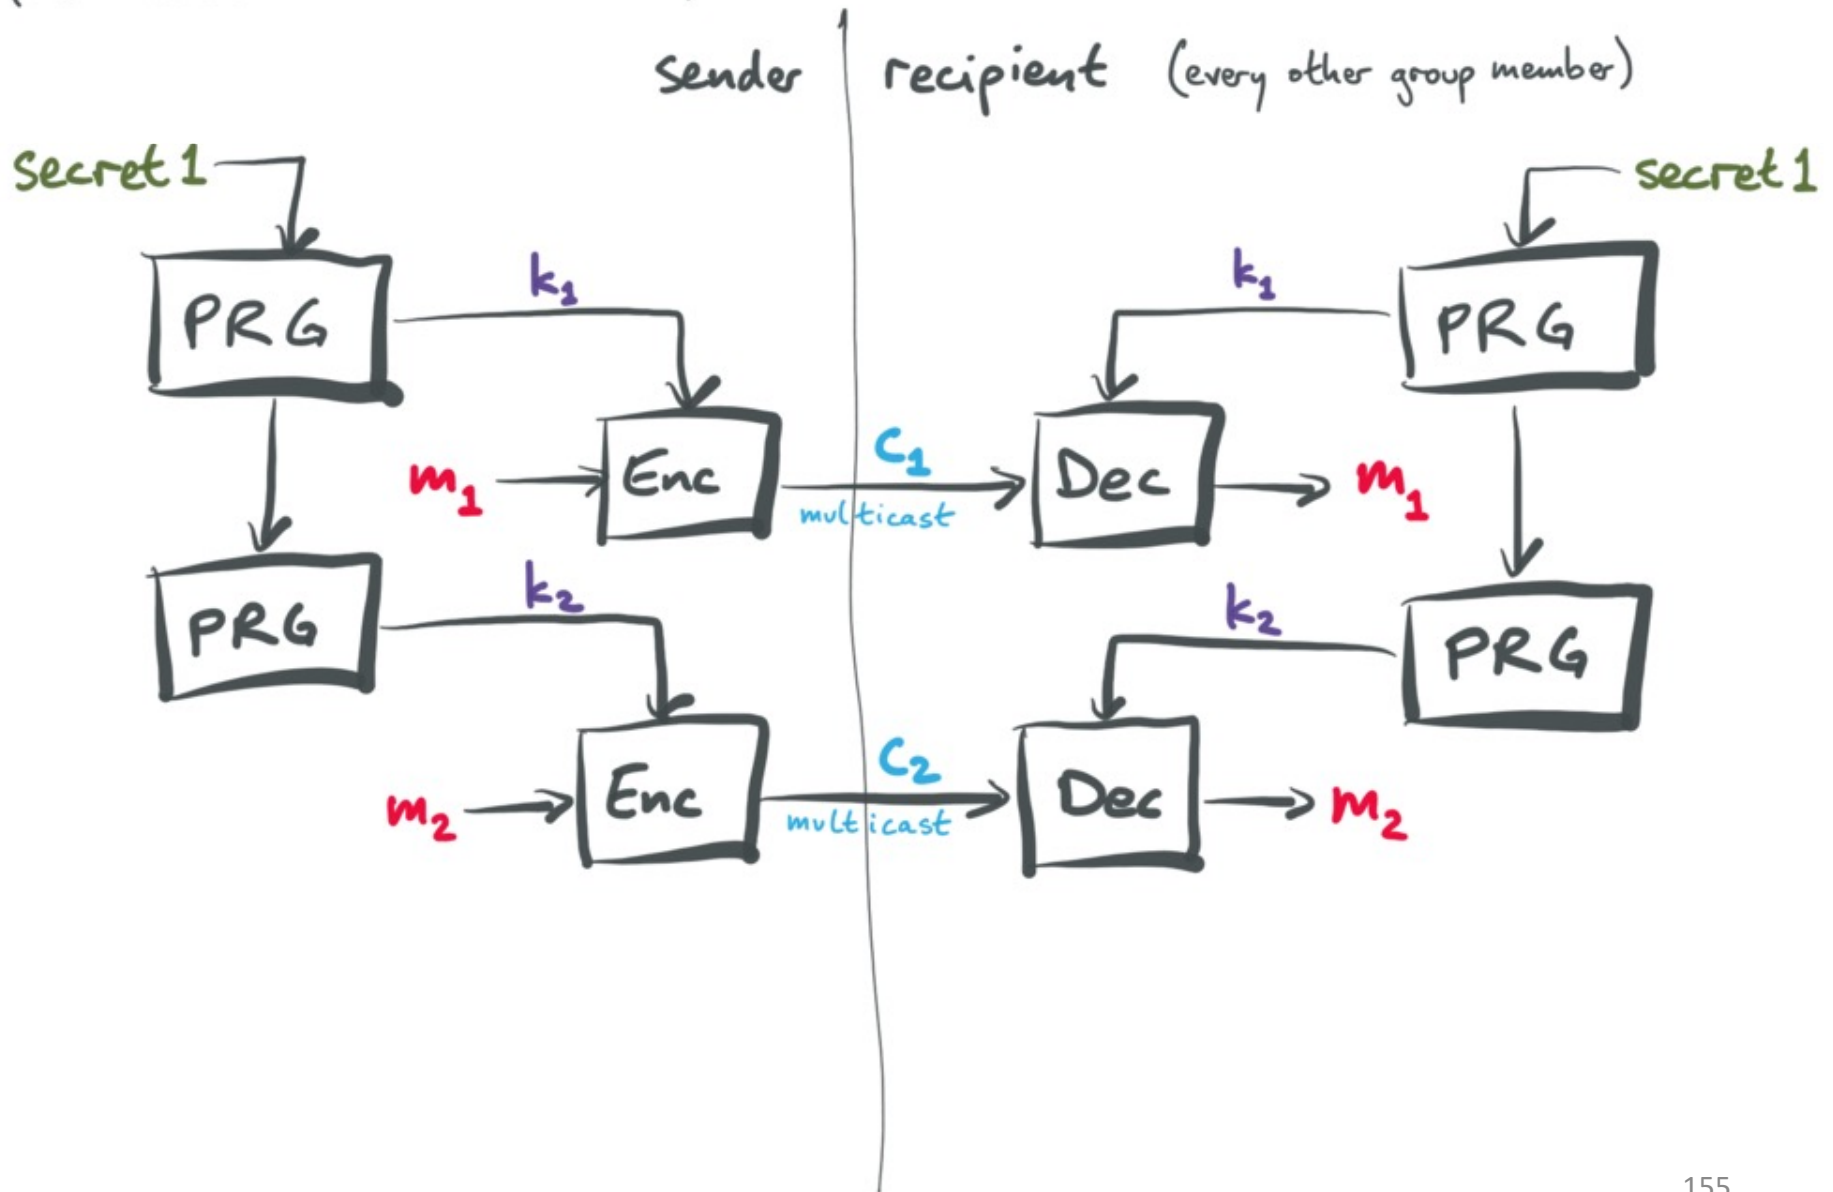 sender recipient (every other group member)
secret 1 secret 1
k1 k1
PRG PRG
c1
m1 Enc Dec m1
multicast
k2 k2
PRG PRG
c2
m2 Enc Dec m2
multicast
155